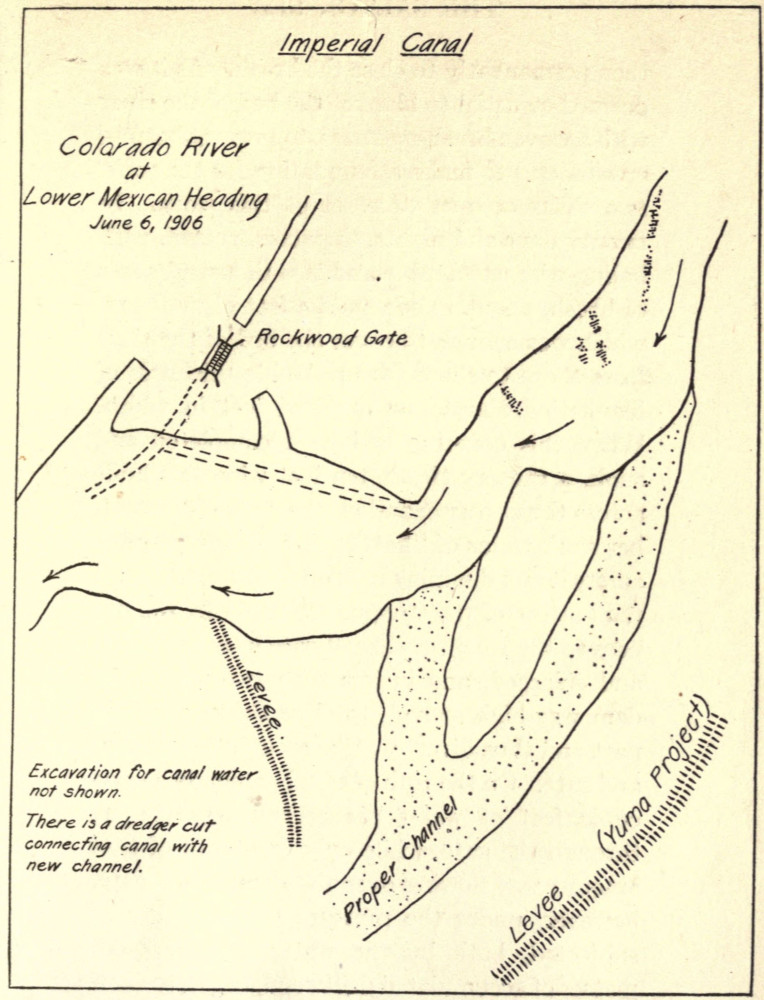 Imperial Canal
Colorado River
at
Lower Mexican Heading
June 6, 1906
Rockwood Gate
Levee.
Excavation for canal water
not shown.
There is a dredger cut
connecting canal with
new channel.
Proper Channel
Levee (Yuma Project)